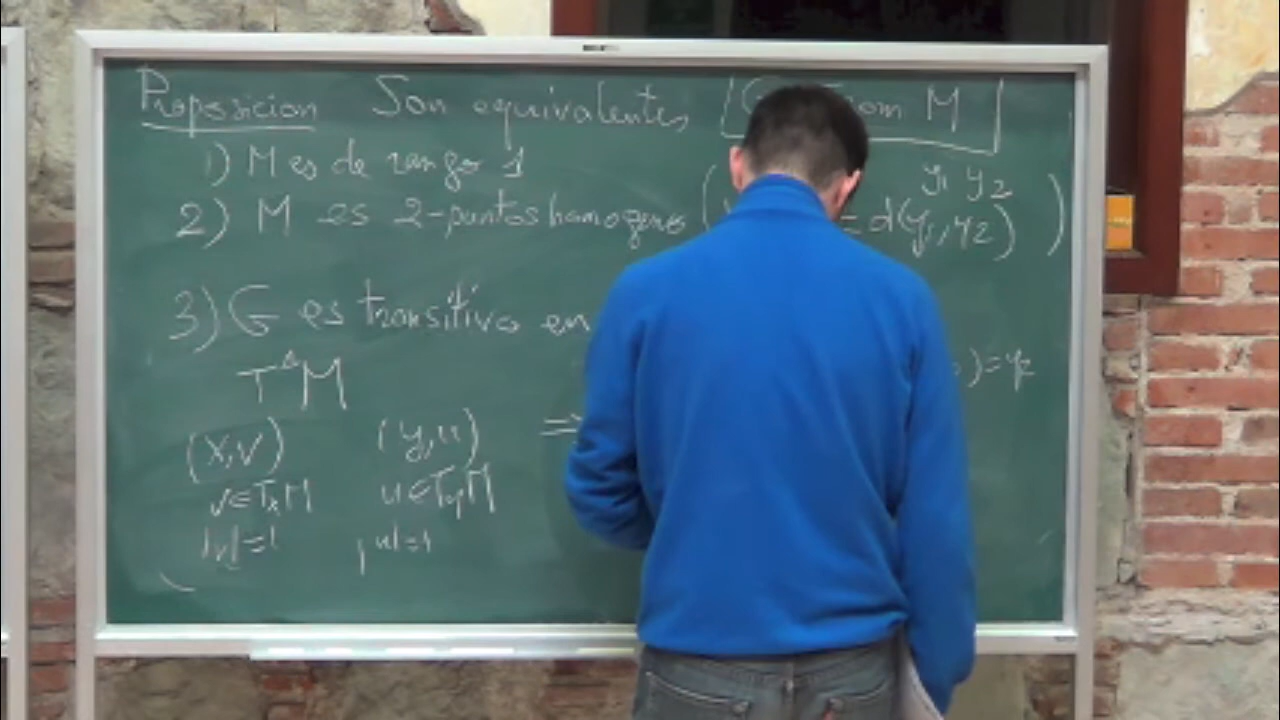 Proposicion Son equivalentes G om M
1) M es de rango 1
y1 y2
2) M es 2-puntos homogeneo ( = d(y1, y2) )
3) G es transitivo en
T¹M )=y2
(x,v) (y,u) ⇒
v∈TxM u∈TyM
|v|=1 |u|=1